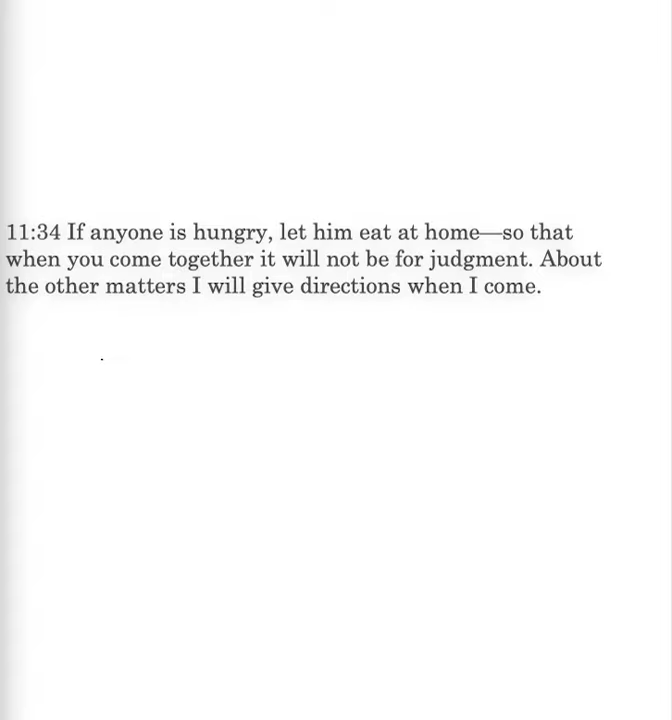 11:34 If anyone is hungry, let him eat at home—so that
when you come together it will not be for judgment. About
the other matters I will give directions when I come.